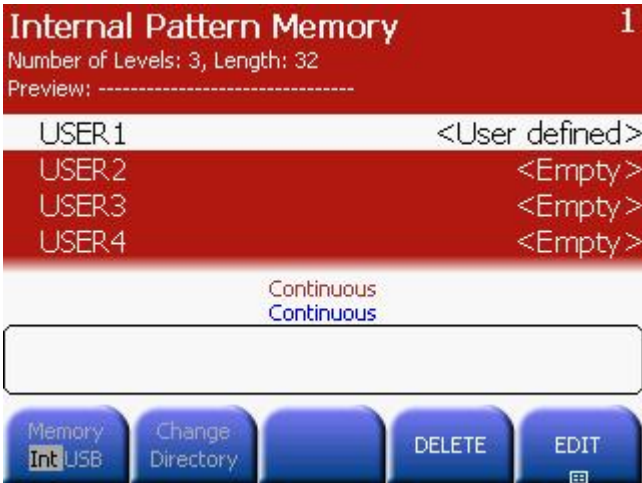 Internal Pattern Memory 1
Number of Levels: 3, Length: 32
Preview: --------------------------------
USER1 <User defined>
USER2 <Empty>
USER3 <Empty>
USER4 <Empty>
Continuous
Continuous
Memory Change
DELETE EDIT
Int USB Directory